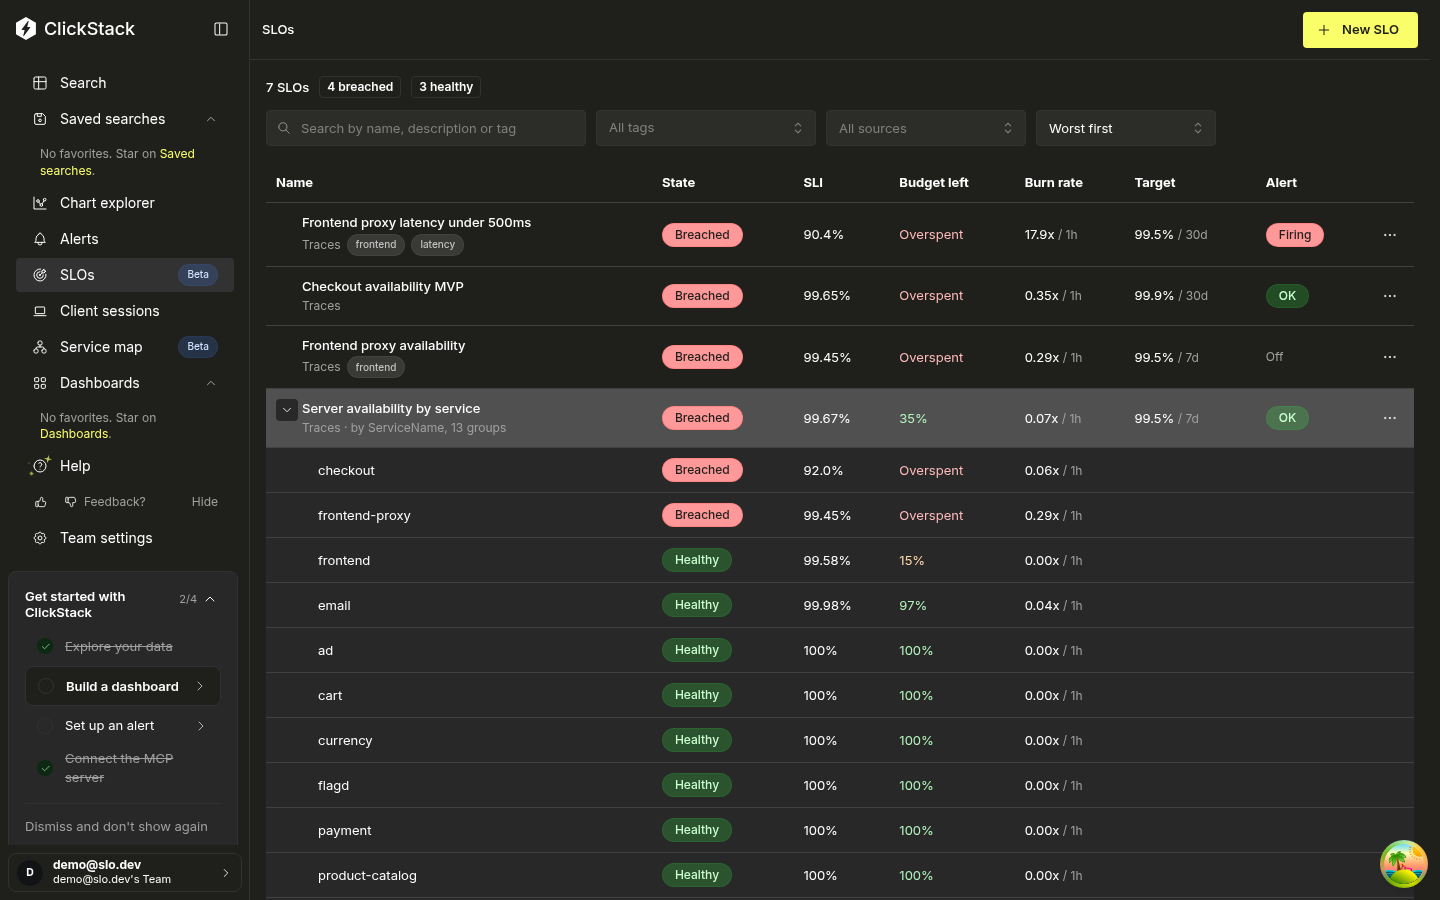 ClickStack
SLOs
New SLO
Search
Saved searches
No favorites. Star on Saved
searches.
Chart explorer
Alerts
SLOs Beta
Client sessions
Service map Beta
Dashboards
No favorites. Star on
Dashboards.
Help
Feedback? Hide
Team settings
Get started with
ClickStack
2/4
Explore your data
Build a dashboard
Set up an alert
Connect the MCP
server
Dismiss and don't show again
D
demo@slo.dev
demo@slo.dev's Team
7 SLOs 4 breached 3 healthy
Search by name, description or tag All tags All sources Worst first
Name State SLI Budget left Burn rate Target Alert
Frontend proxy latency under 500ms
Traces frontend latency
Breached 90.4% Overspent 17.9x / 1h 99.5% / 30d Firing
Checkout availability MVP
Traces
Breached 99.65% Overspent 0.35x / 1h 99.9% / 30d OK
Frontend proxy availability
Traces frontend
Breached 99.45% Overspent 0.29x / 1h 99.5% / 7d Off
Server availability by service
Traces · by ServiceName, 13 groups
Breached 99.67% 35% 0.07x / 1h 99.5% / 7d OK
checkout Breached 92.0% Overspent 0.06x / 1h
frontend-proxy Breached 99.45% Overspent 0.29x / 1h
frontend Healthy 99.58% 15% 0.00x / 1h
email Healthy 99.98% 97% 0.04x / 1h
ad Healthy 100% 100% 0.00x / 1h
cart Healthy 100% 100% 0.00x / 1h
currency Healthy 100% 100% 0.00x / 1h
flagd Healthy 100% 100% 0.00x / 1h
payment Healthy 100% 100% 0.00x / 1h
product-catalog Healthy 100% 100% 0.00x / 1h